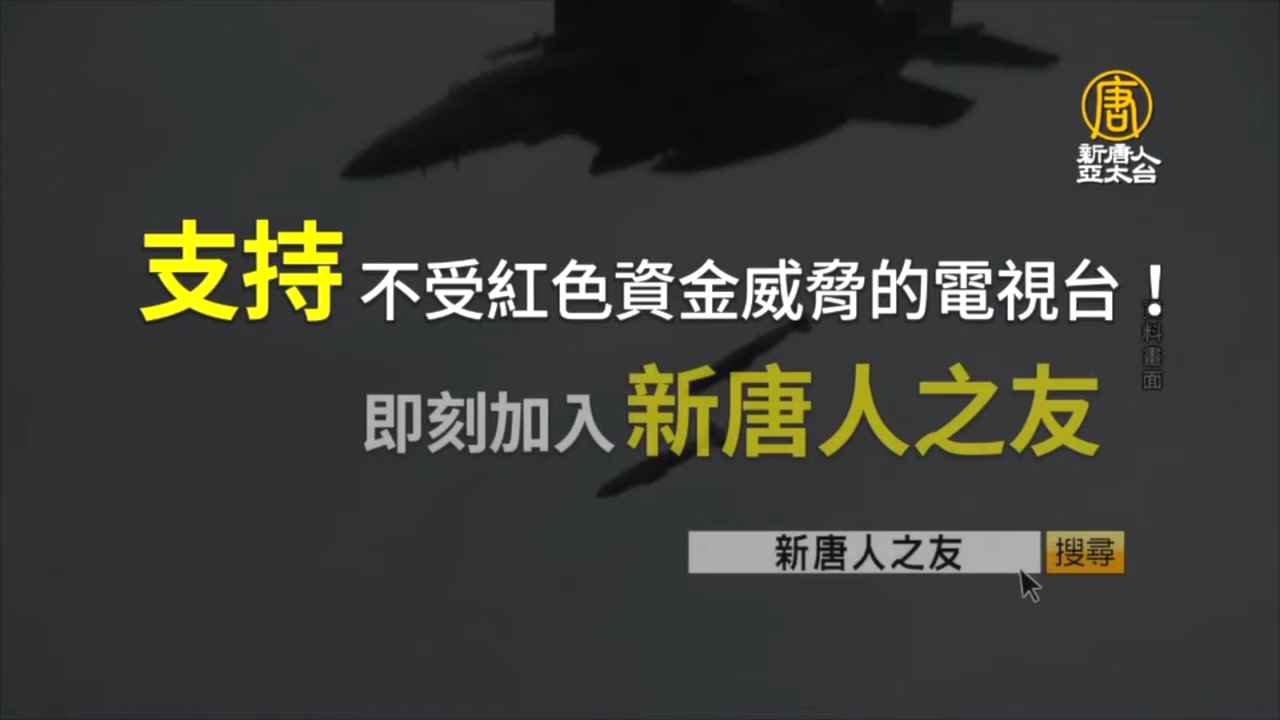 唐
新唐人
亞太台
支持不受紅色資金威脅的電視台！
料畫面
即刻加入新唐人之友
新唐人之友 搜尋